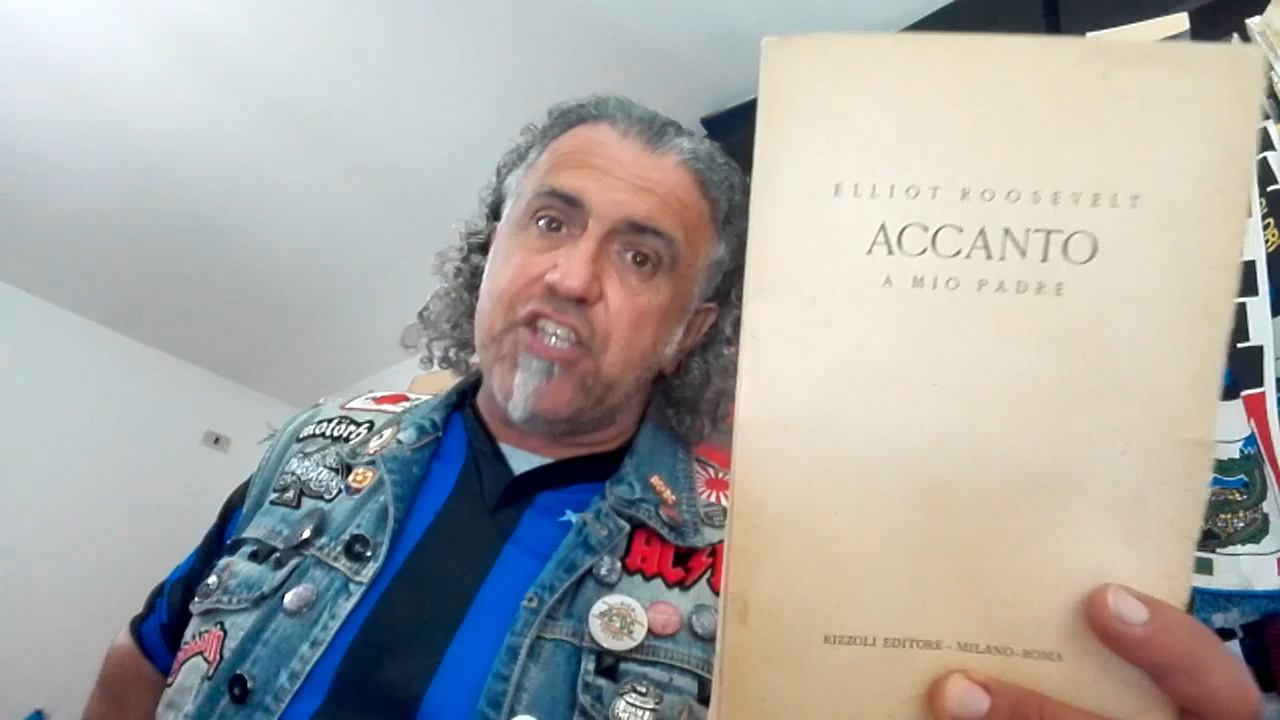 ELLIOT ROOSEVELT
ACCANTO
A MIO PADRE
RIZZOLI EDITORE - MILANO-ROMA
motörh
AC⚡D